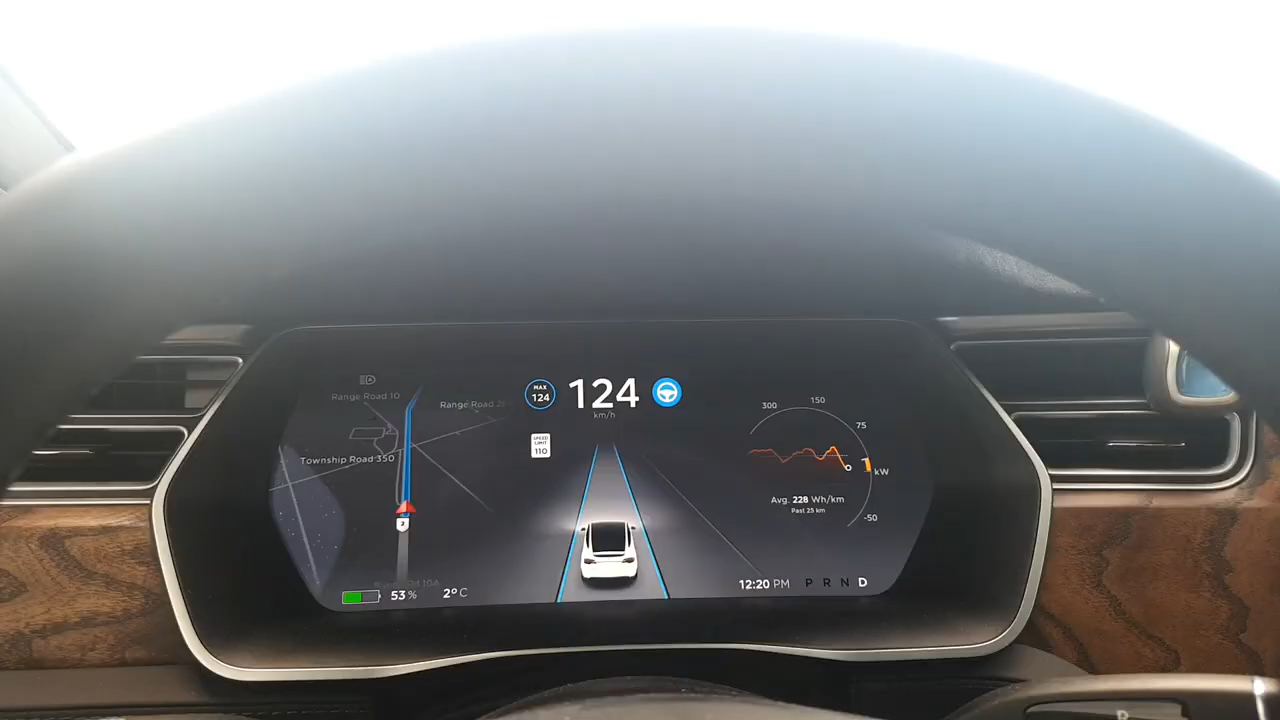 Range Road 10
Range Road 2
Township Road 350
2
53 %
2° C
MAX
124
124
km/h
SPEED
LIMIT
110
300
150
75
kW
-50
Avg. 228 Wh/km
Past 25 km
12:20 PM
P R N D